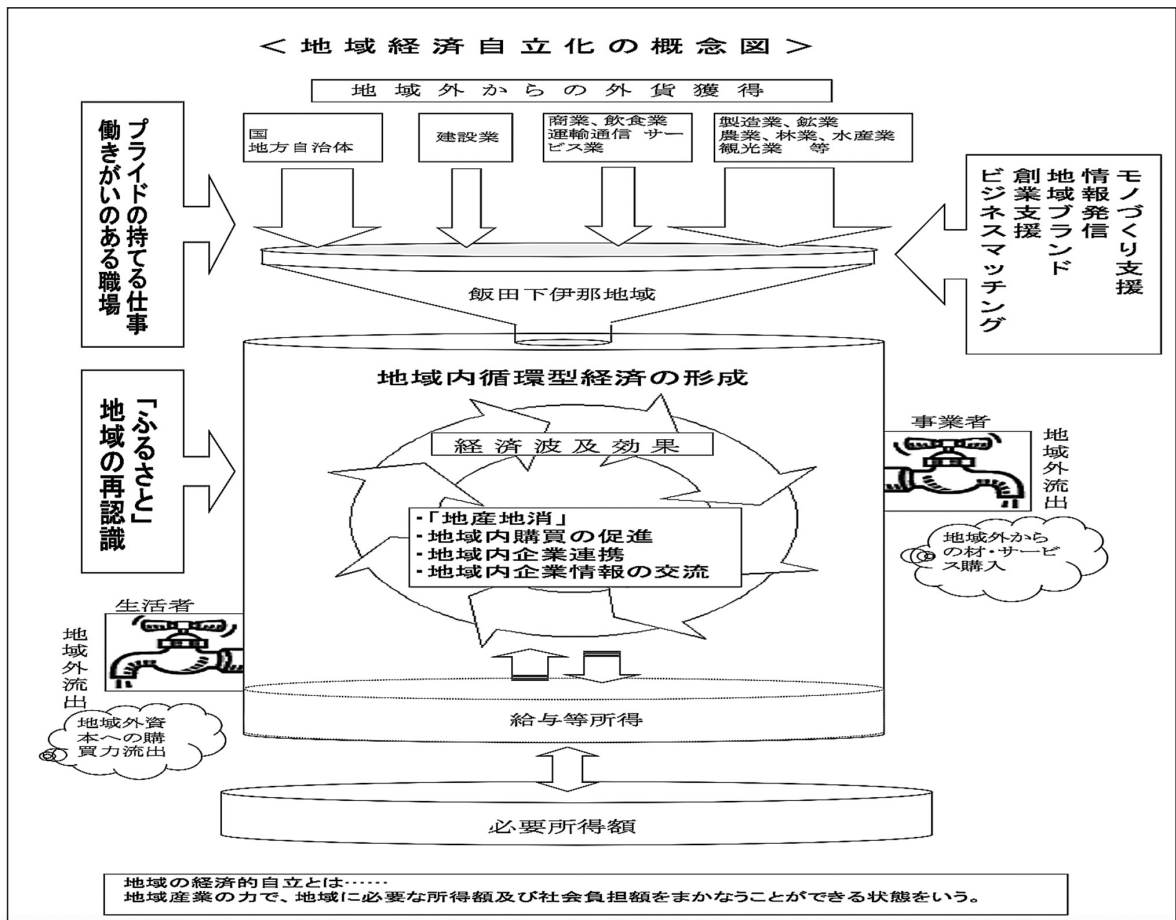 ＜地域経済自立化の概念図＞
地域外からの外貨獲得
国
地方自治体
建設業
商業、飲食業
運輸通信 サー
ビス業
製造業、鉱業
農業、林業、水産業
観光業　等
プライドの持てる仕事
働きがいのある職場
モノづくり支援
情報発信
地域ブランド
創業支援
ビジネスマッチング
飯田下伊那地域
地域内循環型経済の形成
経済波及効果
・「地産地消」
・地域内購買の促進
・地域内企業連携
・地域内企業情報の交流
「ふるさと」
地域の再認識
事業者
地域外流出
地域外から
の材・サービ
ス購入
生活者
地域外流出
地域外資
本への購
買力流出
給与等所得
必要所得額
地域の経済的自立とは……
地域産業の力で、地域に必要な所得額及び社会負担額をまかなうことができる状態をいう。